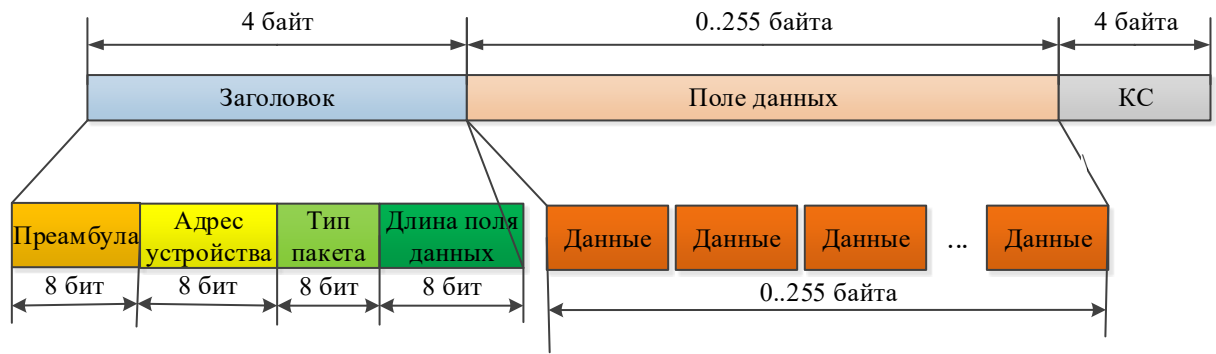 4 байт
0..255 байта
4 байта
Заголовок
Поле данных
КС
Преамбула
Адрес
устройства
Тип
пакета
Длина поля
данных
Данные
Данные
Данные
...
Данные
8 бит
8 бит
8 бит
8 бит
0..255 байта